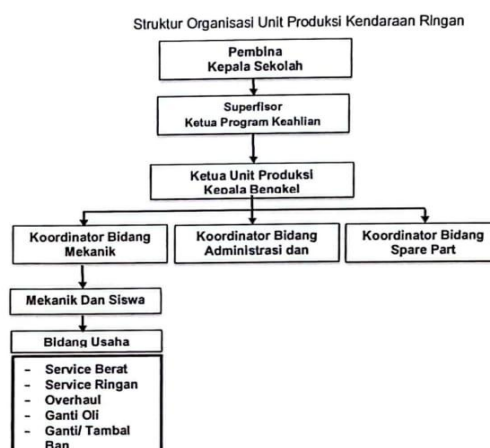 Struktur Organisasi Unit Produksi Kendaraan Ringan
Pembina
Kepala Sekolah
Superfisor
Ketua Program Keahlian
Ketua Unit Produksi
Kepala Bengkel
Koordinator Bidang
Mekanik
Koordinator Bidang
Administrasi dan
Koordinator Bidang
Spare Part
Mekanik Dan Siswa
Bidang Usaha
- Service Berat
- Service Ringan
- Overhaul
- Ganti Oli
- Ganti/ Tambal
Ban